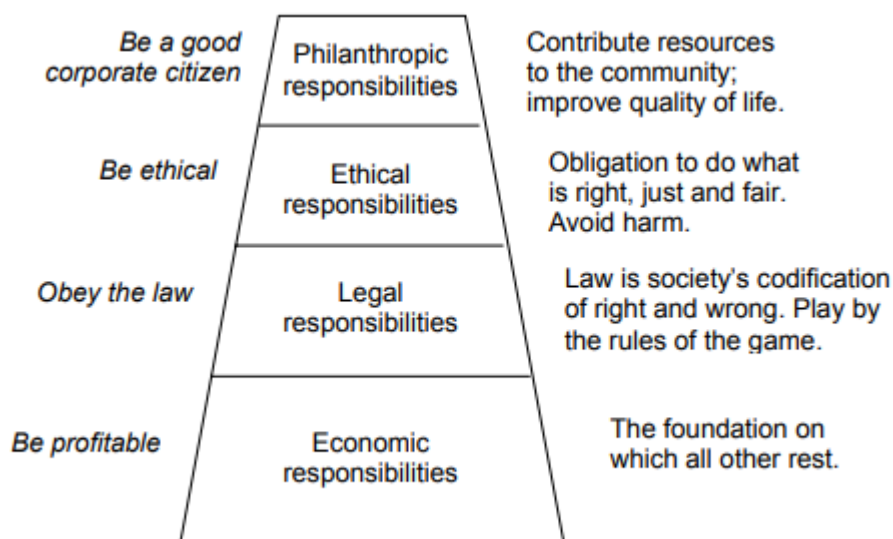 Be a good
corporate citizen
Philanthropic
responsibilities
Contribute resources
to the community;
improve quality of life.
Be ethical
Ethical
responsibilities
Obligation to do what
is right, just and fair.
Avoid harm.
Obey the law
Legal
responsibilities
Law is society's codification
of right and wrong. Play by
the rules of the game.
Be profitable
Economic
responsibilities
The foundation on
which all other rest.